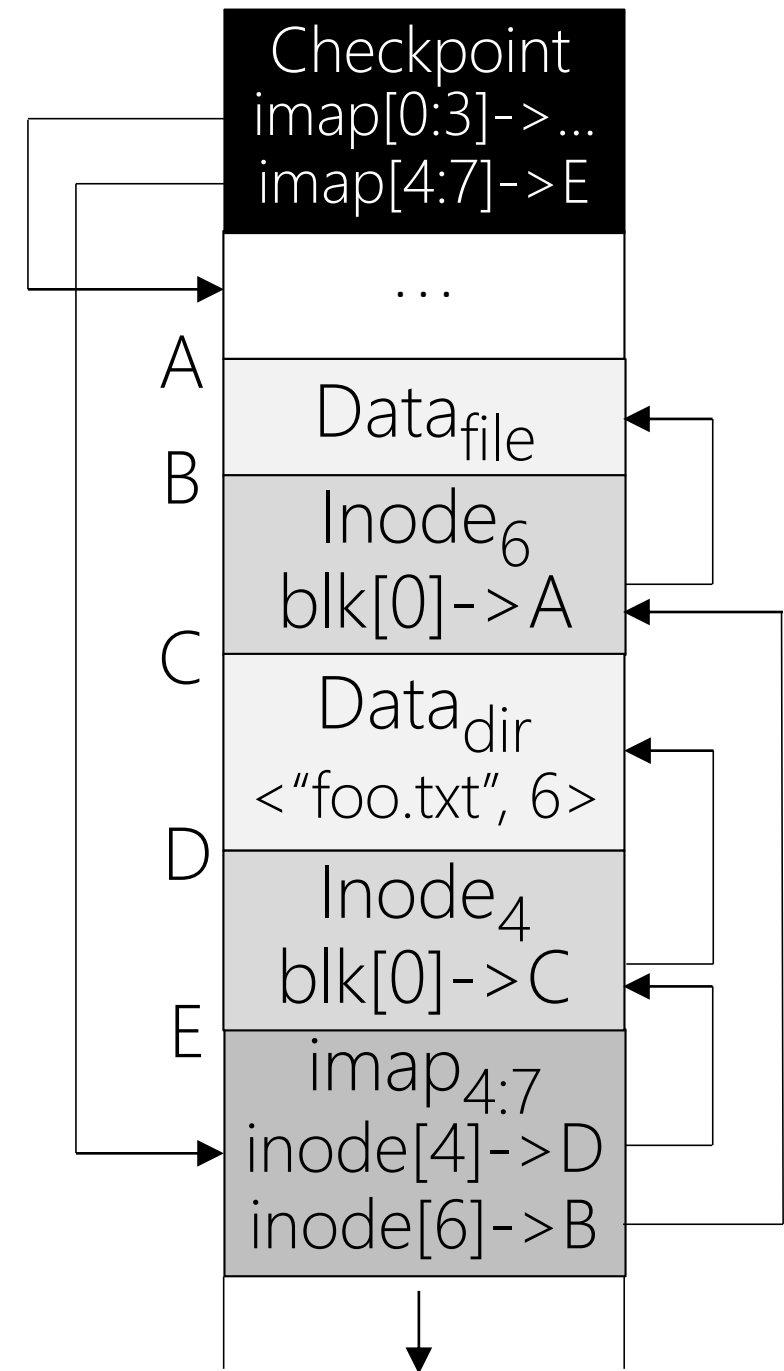 Checkpoint
imap[0:3]->...
imap[4:7]->E
...
A
Data_file
B
Inode_6
blk[0]->A
C
Data_dir
<“foo.txt”, 6>
D
Inode_4
blk[0]->C
E
imap_4:7
inode[4]->D
inode[6]->B